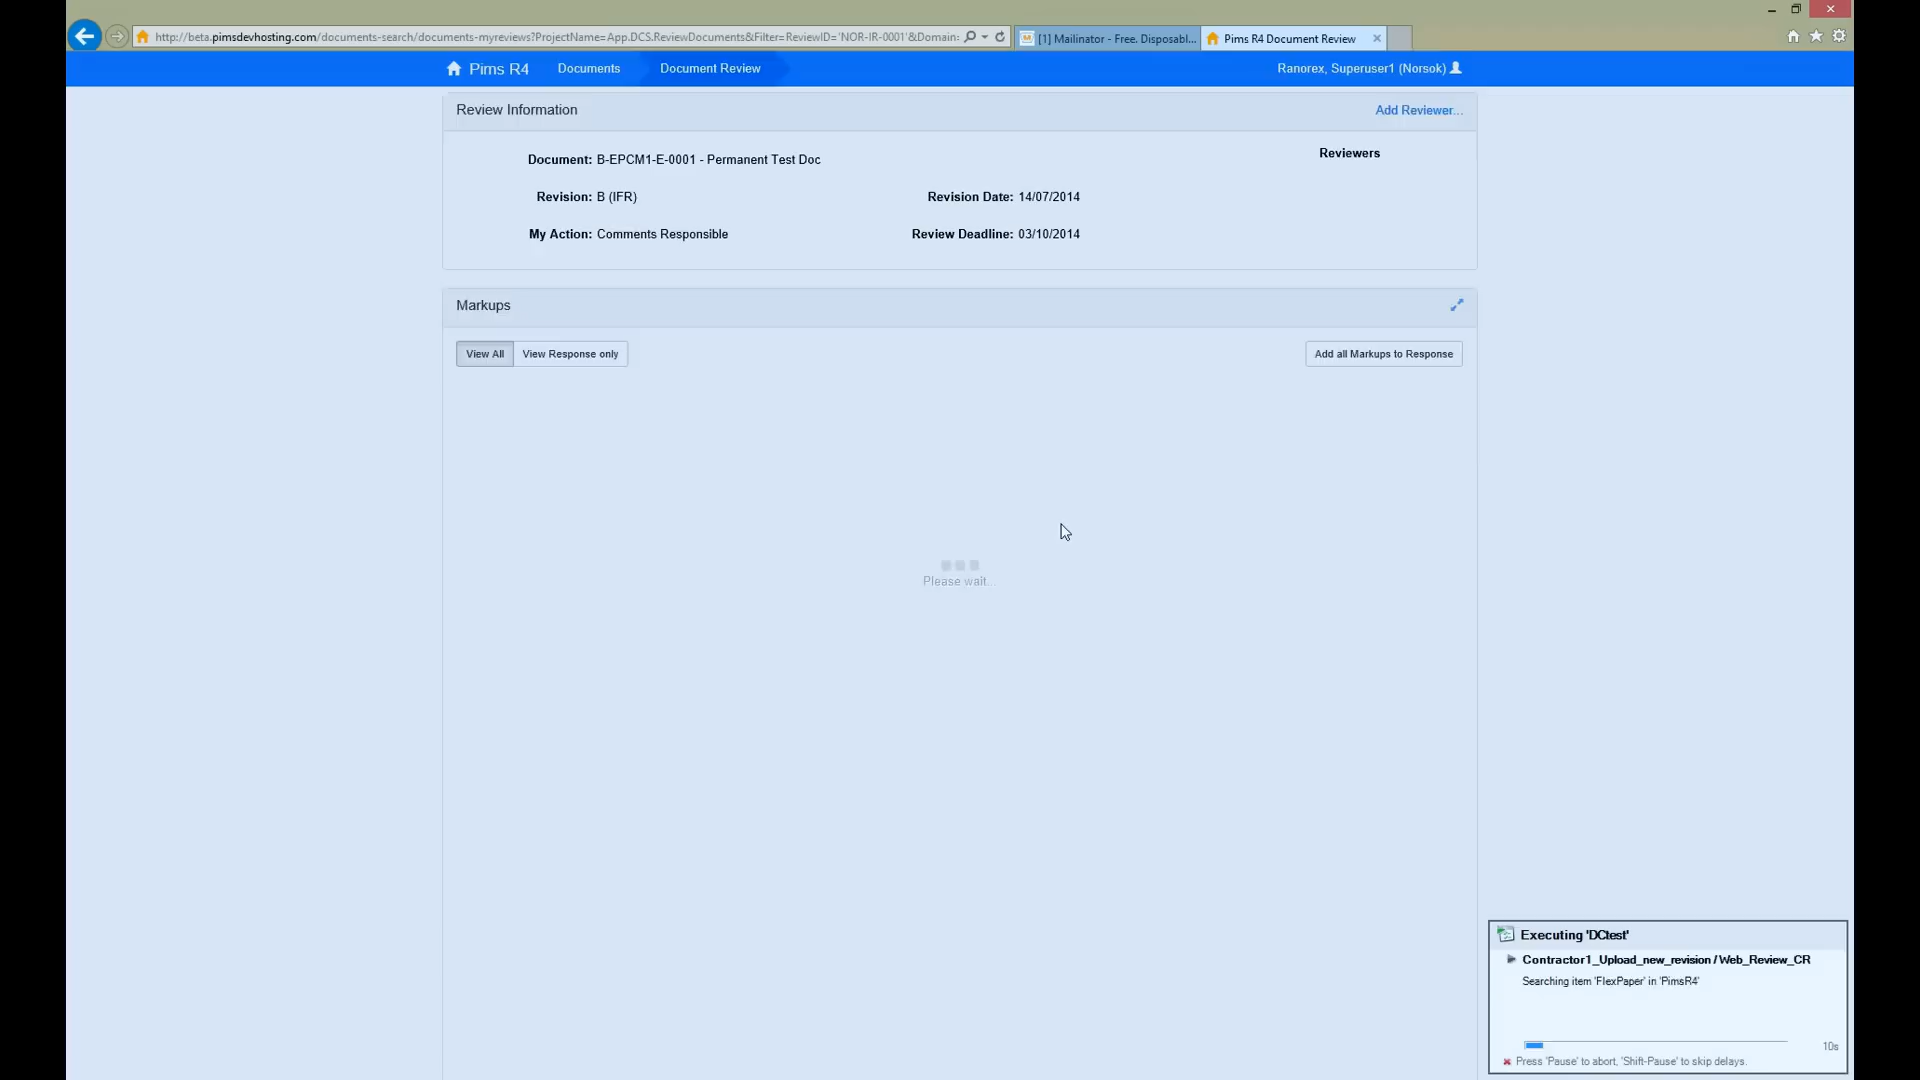 http://beta.pimsdevhosting.com/documents-search/documents-myreviews?ProjectName=App.DCS.ReviewDocuments&Filter=ReviewID='NOR-IR-0001'&Domain:
[1] Mailinator - Free. Disposabl...
Pims R4 Document Review
Pims R4
Documents
Document Review
Ranorex, Superuser1 (Norsok)
Review Information
Add Reviewer...
Document: B-EPCM1-E-0001 - Permanent Test Doc
Reviewers
Revision: B (IFR)
Revision Date: 14/07/2014
My Action: Comments Responsible
Review Deadline: 03/10/2014
Markups
View All
View Response only
Add all Markups to Response
Please wait...
Executing 'DCtest'
Contractor1_Upload_new_revision / Web_Review_CR
Searching item 'FlexPaper' in 'PimsR4'
10s
Press 'Pause' to abort, 'Shift-Pause' to skip delays.